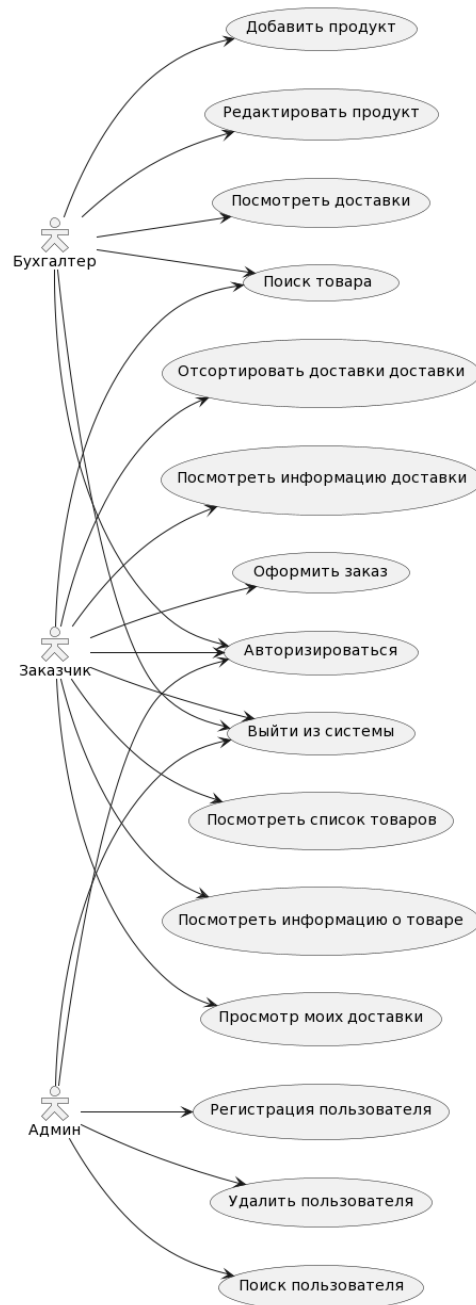 Добавить продукт
Редактировать продукт
Посмотреть доставки
Бухгалтер
Поиск товара
Отсортировать доставки доставки
Посмотреть информацию доставки
Оформить заказ
Авторизироваться
Заказчик
Выйти из системы
Посмотреть список товаров
Посмотреть информацию о товаре
Просмотр моих доставки
Регистрация пользователя
Админ
Удалить пользователя
Поиск пользователя